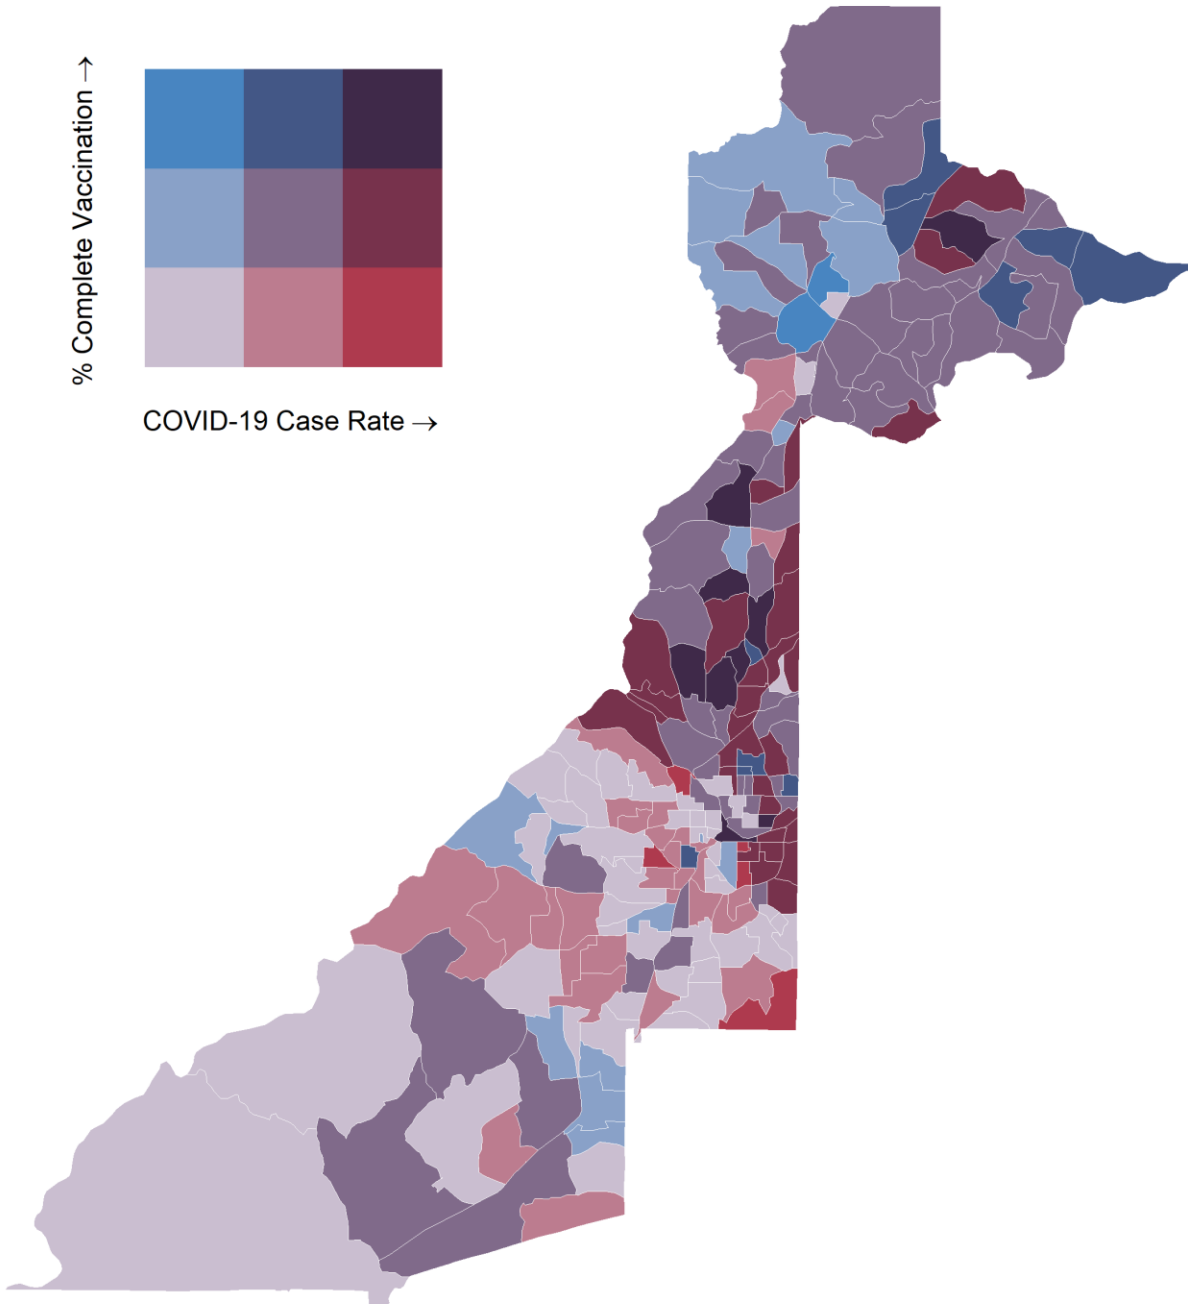 % Complete Vaccination →
COVID-19 Case Rate →